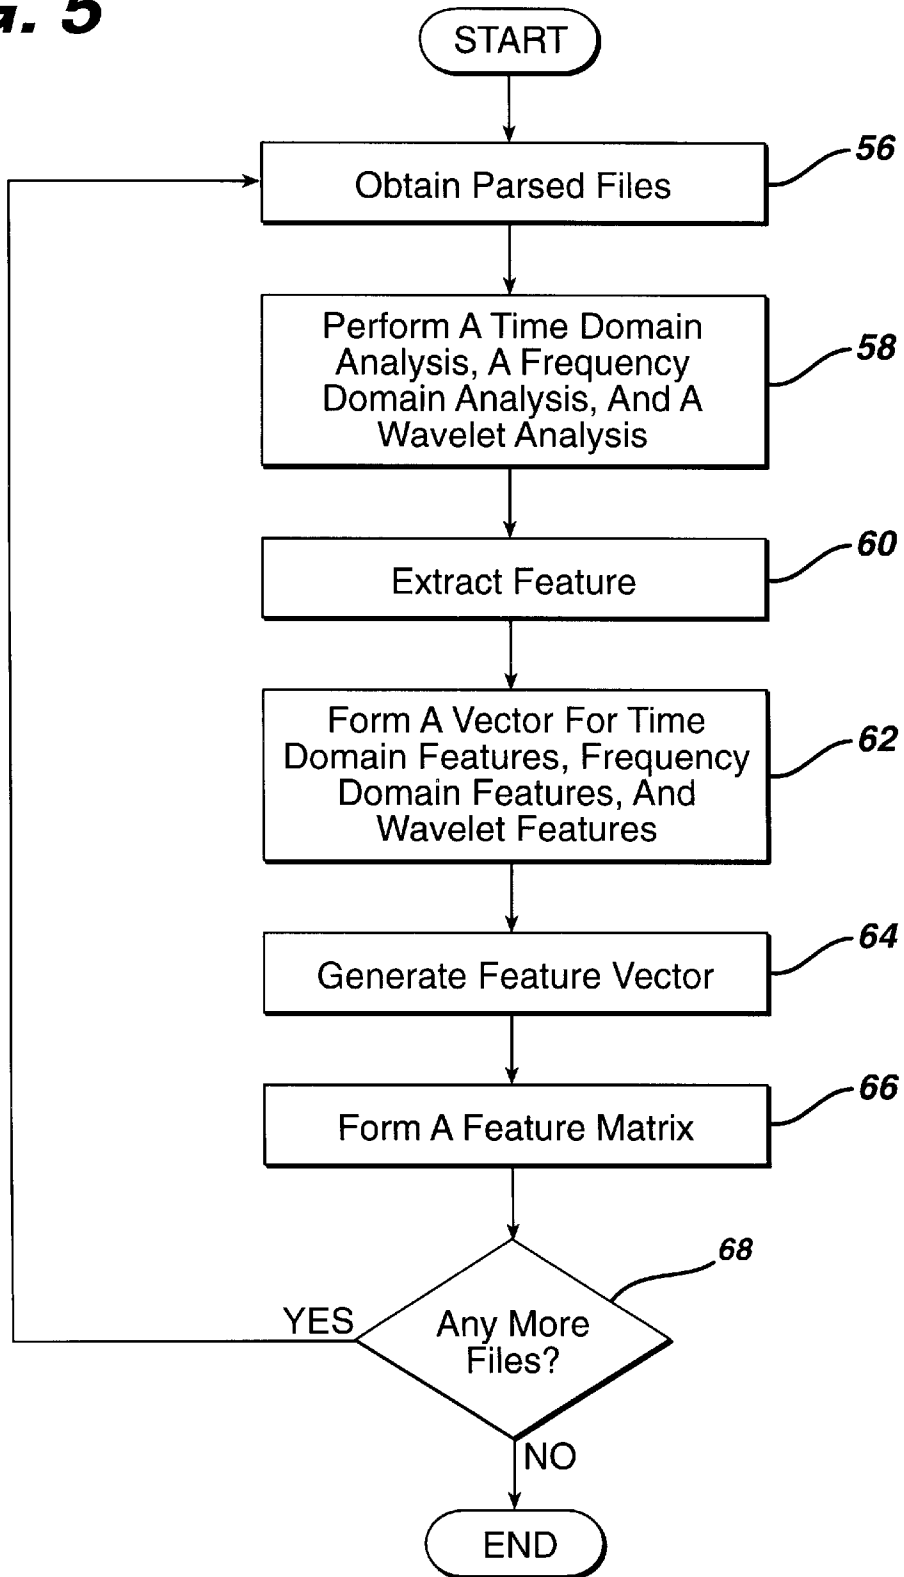 . 5
START
Obtain Parsed Files
56
Perform A Time Domain
Analysis, A Frequency
Domain Analysis, And A
Wavelet Analysis
58
Extract Feature
60
Form A Vector For Time
Domain Features, Frequency
Domain Features, And
Wavelet Features
62
Generate Feature Vector
64
Form A Feature Matrix
66
68
Any More
Files?
YES
NO
END